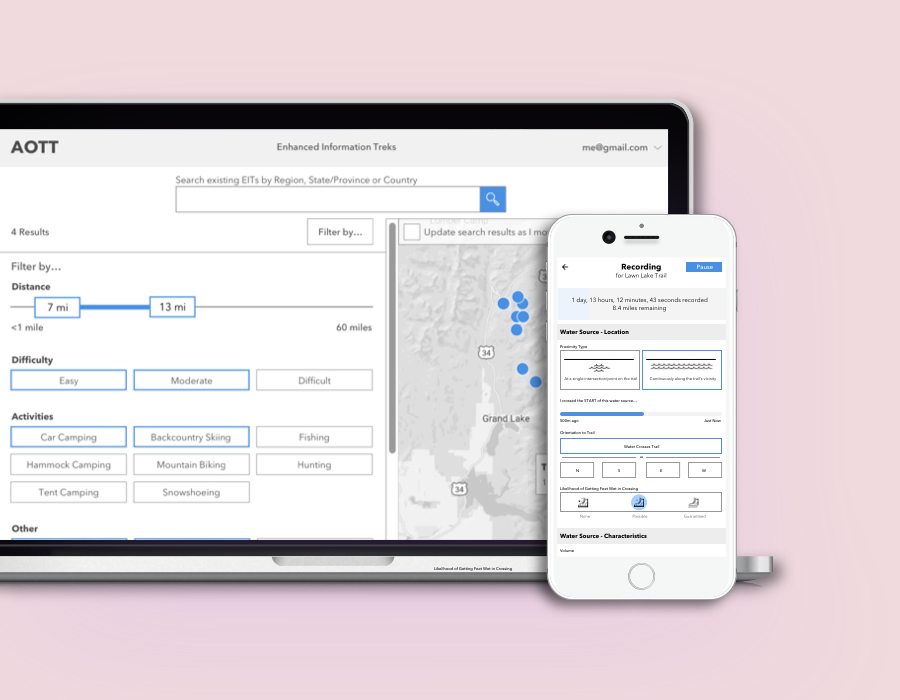 AOTT
Enhanced Information Treks
me@gmail.com
Search existing EITs by Region, State/Province or Country
4 Results
Filter by...
Update search results as I mo
Filter by...
Distance
7 mi
13 mi
<1 mile
60 miles
Difficulty
Easy
Moderate
Difficult
Activities
Car Camping
Backcountry Skiing
Fishing
Hammock Camping
Mountain Biking
Hunting
Tent Camping
Snowshoeing
Other
Lumber Camp
34
Grand Lake
34
Likelihood of Getting Feet Wet in Crossing
Recording
for Lawn Lake Trail
Pause
1 day, 13 hours, 12 minutes, 43 seconds recorded
8.4 miles remaining
Water Source - Location
Proximity Type
At a single intersection/point on the trail
Continuously along the trail's vicinity
I crossed the START of this water source...
500m ago
Just Now
Orientation to Trail
Water Crosses Trail
or
N
S
E
W
Likelihood of Getting Feet Wet in Crossing
None
Possible
Guaranteed
Water Source - Characteristics
Volume